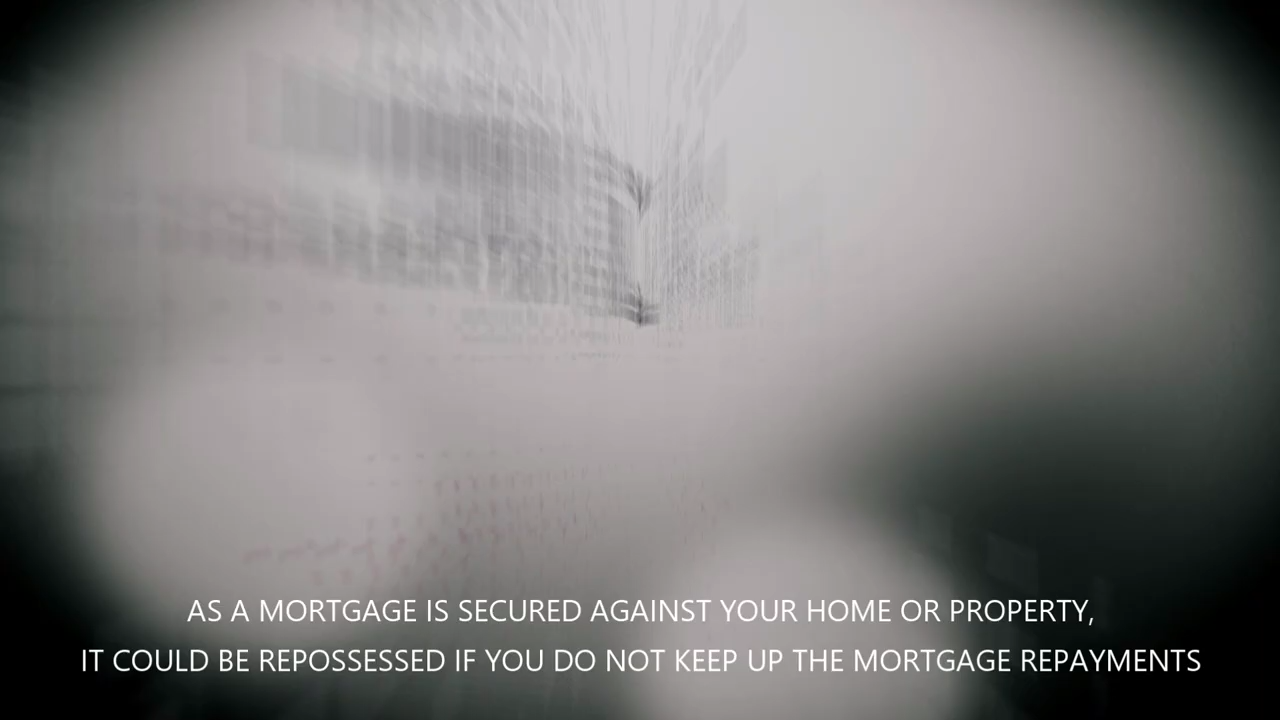 AS A MORTGAGE IS SECURED AGAINST YOUR HOME OR PROPERTY,
IT COULD BE REPOSSESSED IF YOU DO NOT KEEP UP THE MORTGAGE REPAYMENTS